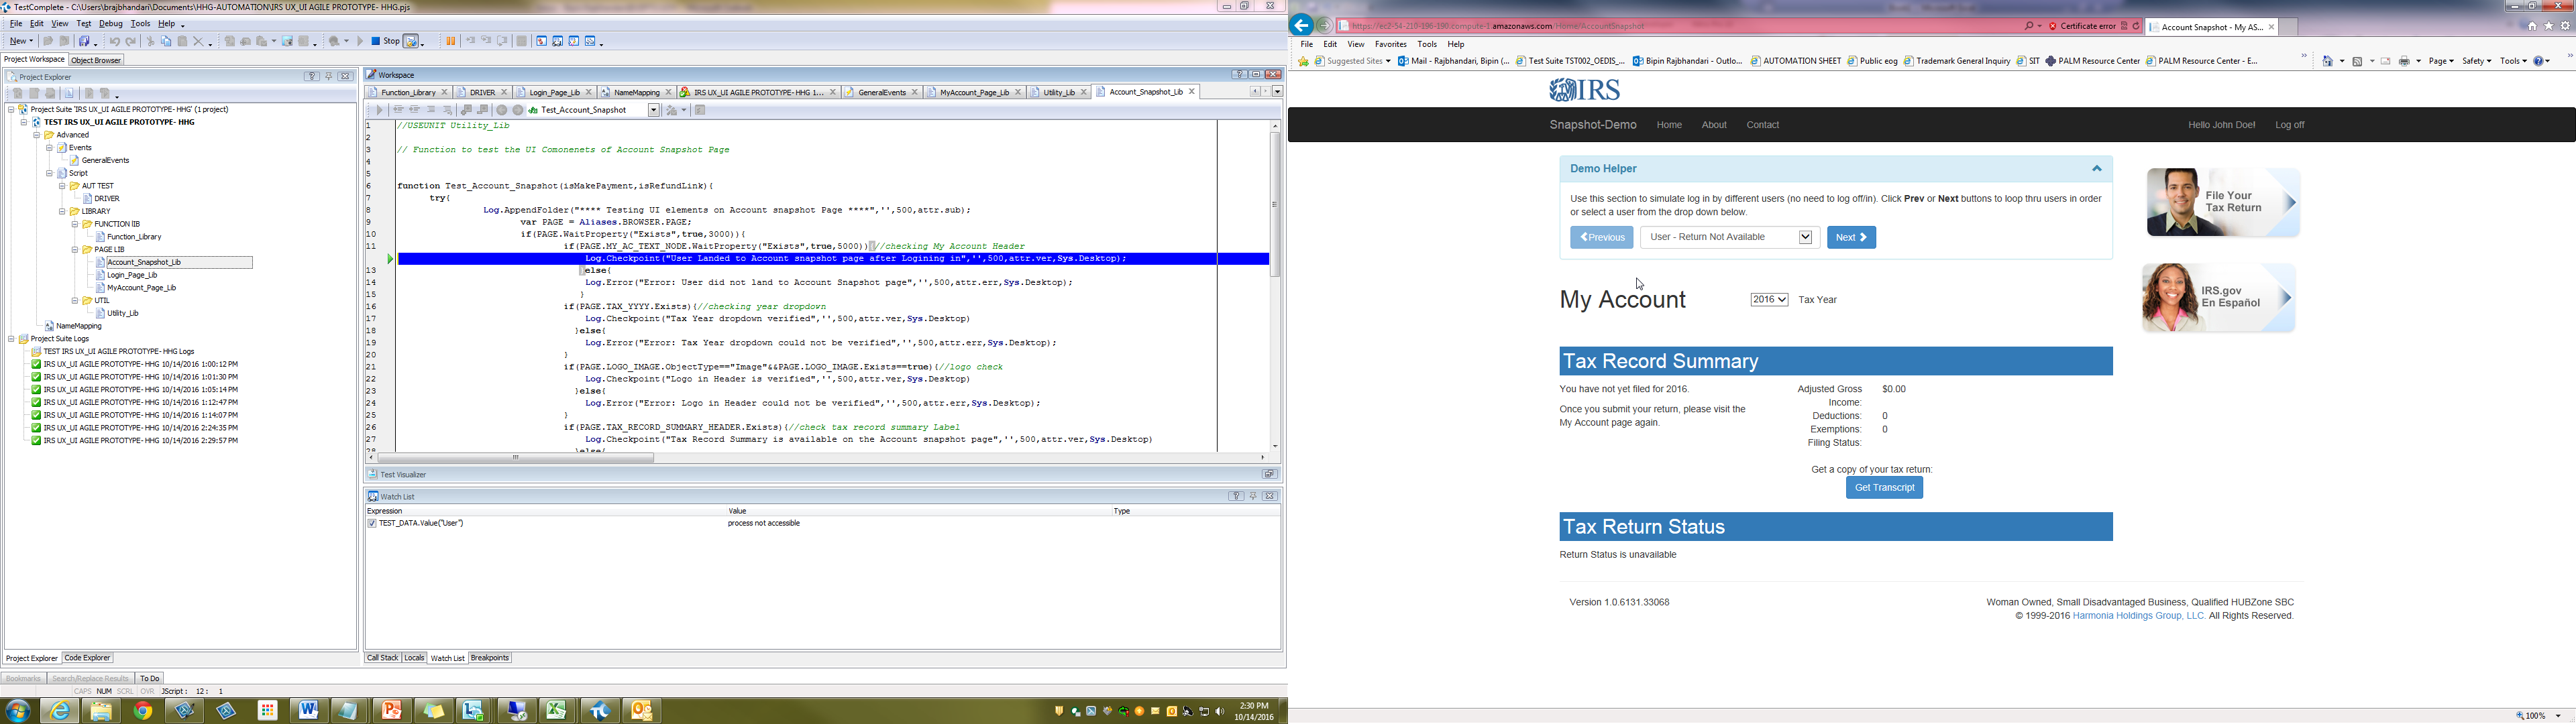 TestComplete - C:\Users\brajbhandari\Documents\HHG-AUTOMATION\IRS UX_UI AGILE PROTOTYPE- HHG.pjs
File Edit View Test Debug Tools Help
New Stop
Project Workspace Object Browser
Project Explorer
Project Suite 'IRS UX_UI AGILE PROTOTYPE- HHG' (1 project)
TEST IRS UX_UI AGILE PROTOTYPE- HHG
Advanced
Events
GeneralEvents
Script
AUT TEST
DRIVER
LIBRARY
FUNCTION lIB
Function_Library
PAGE LIB
Account_Snapshot_Lib
Login_Page_Lib
MyAccount_Page_Lib
UTIL
Utility_Lib
NameMapping
Project Suite Logs
TEST IRS UX_UI AGILE PROTOTYPE- HHG Logs
IRS UX_UI AGILE PROTOTYPE- HHG 10/14/2016 1:00:12 PM
IRS UX_UI AGILE PROTOTYPE- HHG 10/14/2016 1:01:30 PM
IRS UX_UI AGILE PROTOTYPE- HHG 10/14/2016 1:05:14 PM
IRS UX_UI AGILE PROTOTYPE- HHG 10/14/2016 1:12:47 PM
IRS UX_UI AGILE PROTOTYPE- HHG 10/14/2016 1:14:07 PM
IRS UX_UI AGILE PROTOTYPE- HHG 10/14/2016 2:24:35 PM
IRS UX_UI AGILE PROTOTYPE- HHG 10/14/2016 2:29:57 PM
Project Explorer Code Explorer
Workspace
Function_Library DRIVER Login_Page_Lib NameMapping IRS UX_UI AGILE PROTOTYPE- HHG 1... GeneralEvents MyAccount_Page_Lib Utility_Lib Account_Snapshot_Lib
Test_Account_Snapshot
1 //USEUNIT Utility_Lib
2
3 // Function to test the UI Comonenets of Account Snapshot Page
4
5
6 function Test_Account_Snapshot(isMakePayment,isRefundLink){
7 try{
8 Log.AppendFolder("**** Testing UI elements on Account snapshot Page ****",'',500,attr.sub);
9 var PAGE = Aliases.BROWSER.PAGE;
10 if(PAGE.WaitProperty("Exists",true,3000)){
11 if(PAGE.MY_AC_TEXT_NODE.WaitProperty("Exists",true,5000)){//checking My Account Header
Log.Checkpoint("User Landed to Account snapshot page after Logining in",'',500,attr.ver,Sys.Desktop);
13 }else{
14 Log.Error("Error: User did not land to Account Snapshot page",'',500,attr.err,Sys.Desktop);
15 }
16 if(PAGE.TAX_YYYY.Exists){//checking year dropdown
17 Log.Checkpoint("Tax Year dropdown verified",'',500,attr.ver,Sys.Desktop)
18 }else{
19 Log.Error("Error: Tax Year dropdown could not be verified",'',500,attr.err,Sys.Desktop);
20 }
21 if(PAGE.LOGO_IMAGE.ObjectType=="Image"&&PAGE.LOGO_IMAGE.Exists==true){//logo check
22 Log.Checkpoint("Logo in Header is verified",'',500,attr.ver,Sys.Desktop)
23 }else{
24 Log.Error("Error: Logo in Header could not be verified",'',500,attr.err,Sys.Desktop);
25 }
26 if(PAGE.TAX_RECORD_SUMMARY_HEADER.Exists){//check tax record summary Label
27 Log.Checkpoint("Tax Record Summary is available on the Account snapshot page",'',500,attr.ver,Sys.Desktop)
28 }else{
Test Visualizer
Watch List
Expression Value Type
TEST_DATA.Value("User") process not accessible
Call Stack Locals Watch List Breakpoints
Bookmarks Search/Replace Results To Do
CAPS NUM SCRL OVR JScript: 12: 1
2:30 PM
10/14/2016
https://ec2-54-210-196-190.compute-1.amazonaws.com/Home/AccountSnapshot Certificate error Account Snapshot - My AS...
File Edit View Favorites Tools Help
Suggested Sites Mail - Rajbhandari, Bipin (... Test Suite TST002_OEDIS_... Bipin Rajbhandari - Outlo... AUTOMATION SHEET Public eog Trademark General Inquiry SIT PALM Resource Center PALM Resource Center - E... Page Safety Tools
IRS
Snapshot-Demo Home About Contact Hello John Doe! Log off
Demo Helper
Use this section to simulate log in by different users (no need to log off/in). Click Prev or Next buttons to loop thru users in order
or select a user from the drop down below.
Previous User - Return Not Available Next
File Your
Tax Return
IRS.gov
En Español
My Account 2016 Tax Year
Tax Record Summary
You have not yet filed for 2016.
Once you submit your return, please visit the
My Account page again.
Adjusted Gross $0.00
Income:
Deductions: 0
Exemptions: 0
Filing Status:
Get a copy of your tax return:
Get Transcript
Tax Return Status
Return Status is unavailable
Version 1.0.6131.33068
Woman Owned, Small Disadvantaged Business, Qualified HUBZone SBC
© 1999-2016 Harmonia Holdings Group, LLC. All Rights Reserved.
100%